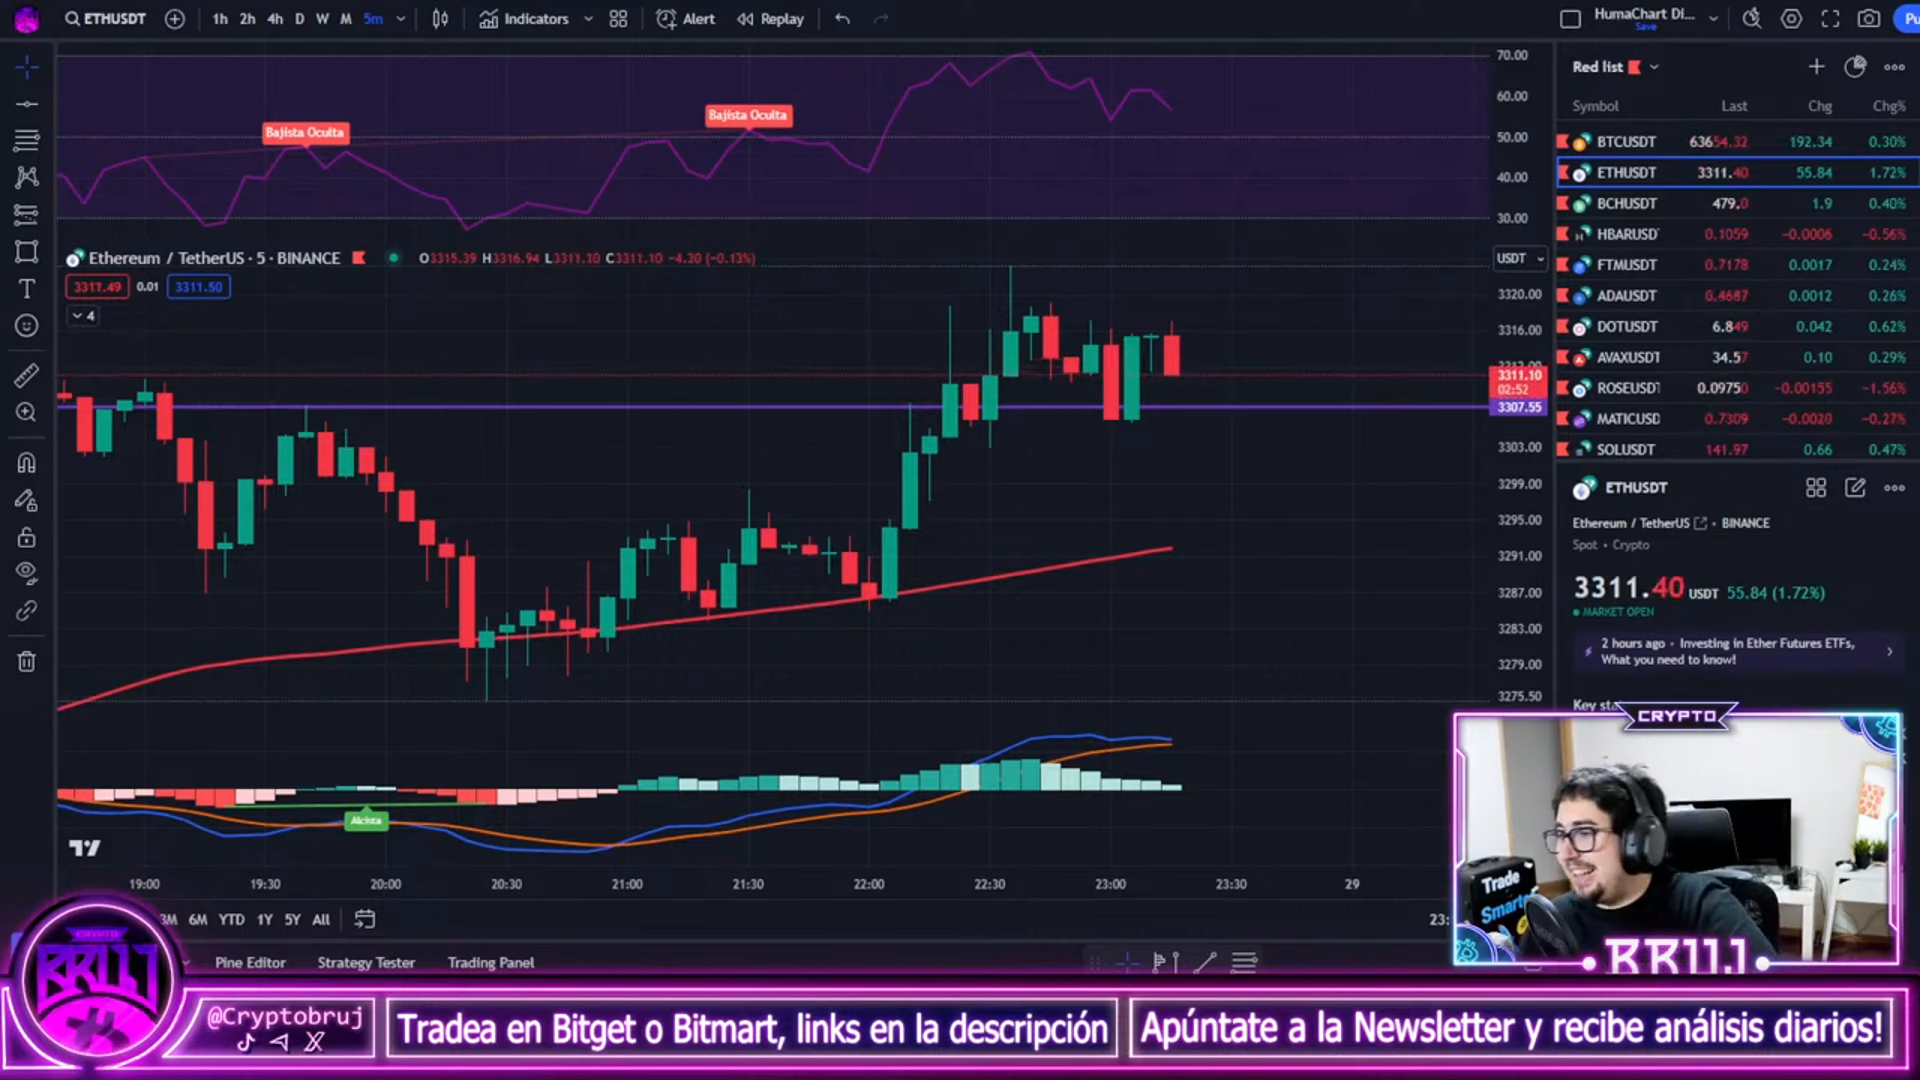 ETHUSDT
1h 2h 4h D W M 5m
Indicators
Alert
Replay
HumaChart Di...
Save
70.00
60.00
50.00
40.00
30.00
Bajista Oculta
Bajista Oculta
Ethereum / TetherUS · 5 · BINANCE
O3315.39 H3316.94 L3311.10 C3311.10 −4.30 (−0.13%)
3311.49 0.01 3311.50
4
USDT
3320.00
3316.00
3311.10
02:52
3307.55
3303.00
3299.00
3295.00
3291.00
3287.00
3283.00
3279.00
3275.50
Alcista
19:00 19:30 20:00 20:30 21:00 21:30 22:00 22:30 23:00 23:30 29
3M 6M YTD 1Y 5Y All
23:
Pine Editor Strategy Tester Trading Panel
Red list
Symbol Last Chg Chg%
BTCUSDT 63654.32 192.34 0.30%
ETHUSDT 3311.40 55.84 1.72%
BCHUSDT 479.0 1.9 0.40%
HBARUSD 0.1059 −0.0006 −0.56%
FTMUSDT 0.7178 0.0017 0.24%
ADAUSDT 0.4687 0.0012 0.26%
DOTUSDT 6.849 0.042 0.62%
AVAXUSDT 34.57 0.10 0.29%
ROSEUSDT 0.09750 −0.00155 −1.56%
MATICUSD 0.7309 −0.0020 −0.27%
SOLUSDT 141.97 0.66 0.47%
ETHUSDT
Ethereum / TetherUS · BINANCE
Spot · Crypto
3311.40 USDT 55.84 (1.72%)
MARKET OPEN
2 hours ago · Investing in Ether Futures ETFs,
What you need to know!
Key sta
CRYPTO
Trade
Smarte
BRUJ
CRYPTO
BRUJ
@Cryptobruj
Tradea en Bitget o Bitmart, links en la descripción
Apúntate a la Newsletter y recibe análisis diarios!